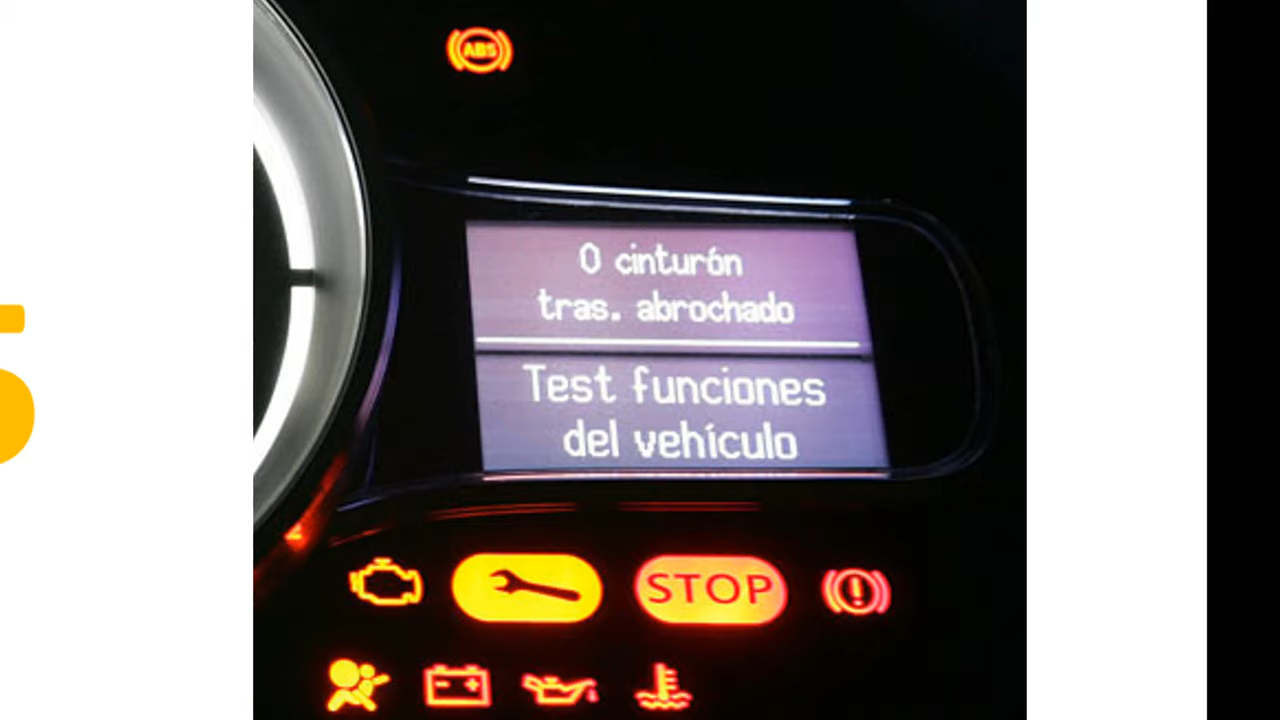 ABS
0 cinturón
tras. abrochado
Test funciones
del vehículo
STOP